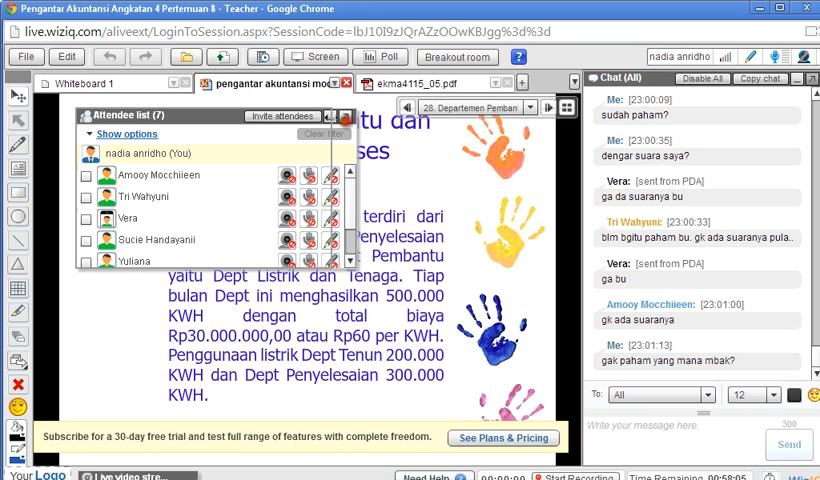 Pengantar Akuntansi Angkatan 4 Pertemuan 8 - Teacher - Google Chrome
live.wiziq.com/aliveext/LoginToSession.aspx?SessionCode=IbJ10I9zJQrAZzOwKBJgg%3d%3d
File Edit Screen Poll Breakout room ? nadia anridho
Whiteboard 1 pengantar akuntansi mo ekma4115_05.pdf
Attendee list (7) Invite attendees
28. Departemen Pemban
Show options Clear filter
nadia anridho (You)
Amooy Mocchiieen
Tri Wahyuni
Vera
Sucie Handayanii
Yuliana
tu dan
ses
terdiri dari
enyelesaian
Pembantu
yaitu Dept Listrik dan Tenaga. Tiap
bulan Dept ini menghasilkan 500.000
KWH dengan total biaya
Rp30.000.000,00 atau Rp60 per KWH.
Penggunaan listrik Dept Tenun 200.000
KWH dan Dept Penyelesaian 300.000
KWH.
Subscribe for a 30-day free trial and test full range of features with complete freedom. See Plans & Pricing
Chat (All) Disable All Copy chat
Me: [23:00:09]
sudah paham?
Me: [23:00:35]
dengar suara saya?
Vera: [sent from PDA]
ga da suaranya bu
Tri Wahyuni: [23:00:33]
blm bgitu paham bu. gk ada suaranya pula..
Vera: [sent from PDA]
ga bu
Amooy Mocchiieen: [23:01:00]
gk ada suaranya
Me: [23:01:13]
gak paham yang mana mbak?
To: All 12
Write your message here. 300
Send
Your Logo Live video stre... Need Help ? 00:00:00 Start Recording Time Remaining 00:58:05